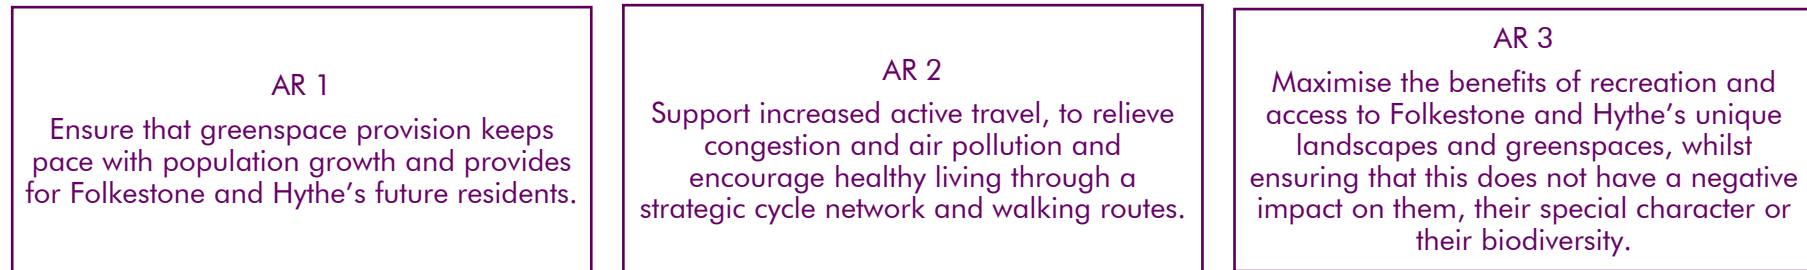 AR 1
Ensure that greenspace provision keeps
pace with population growth and provides
for Folkestone and Hythe’s future residents.
AR 2
Support increased active travel, to relieve
congestion and air pollution and
encourage healthy living through a
strategic cycle network and walking routes.
AR 3
Maximise the benefits of recreation and
access to Folkestone and Hythe’s unique
landscapes and greenspaces, whilst
ensuring that this does not have a negative
impact on them, their special character or
their biodiversity.